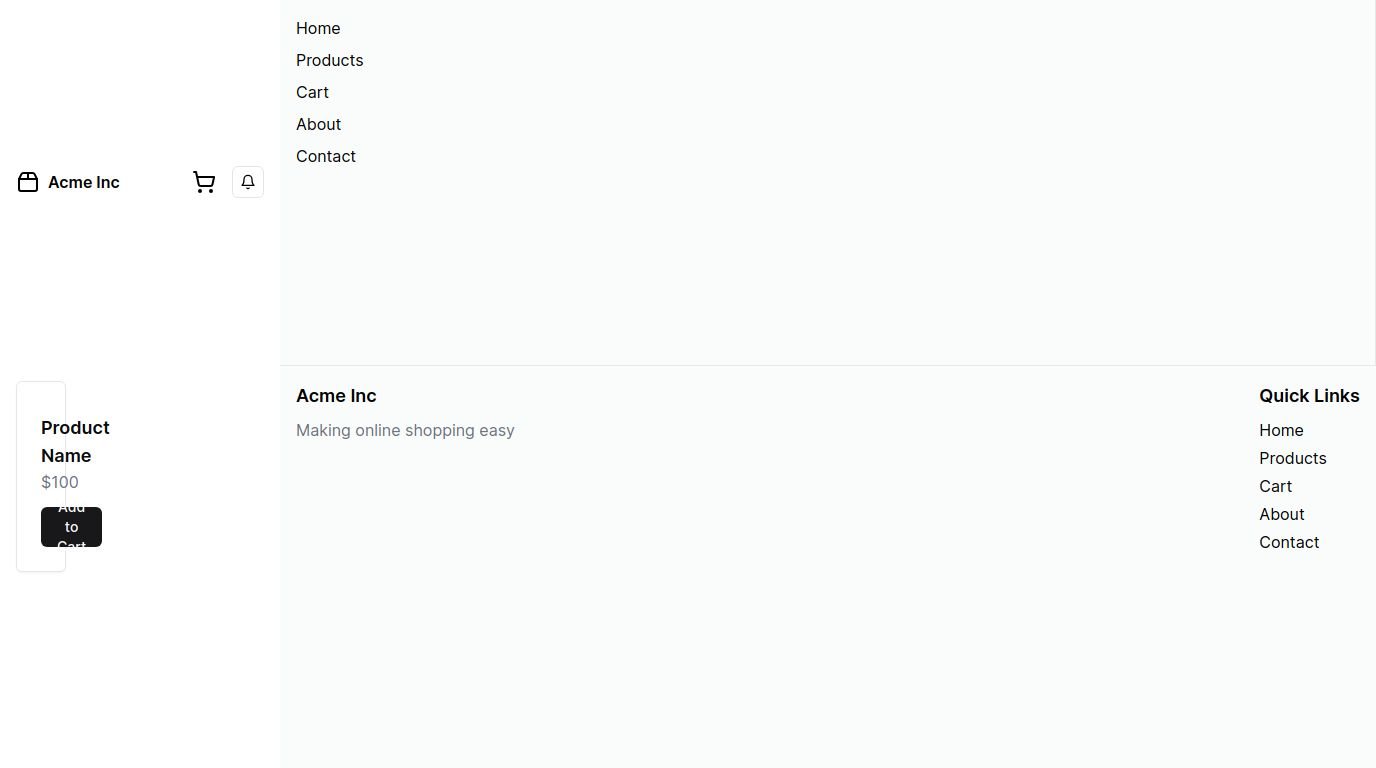 Home
Products
Cart
About
Contact
Acme Inc
Product
Name
$100
Add
to
Cart
Acme Inc
Making online shopping easy
Quick Links
Home
Products
Cart
About
Contact